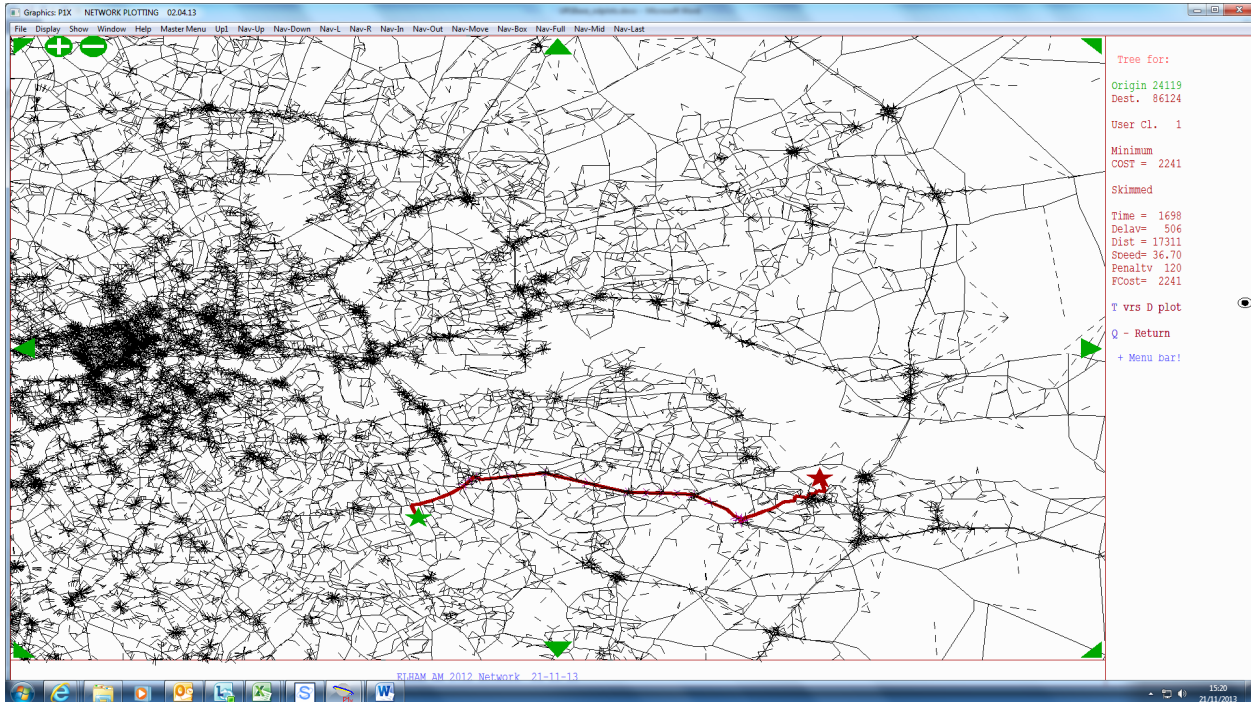 Graphics: P1X NETWORK PLOTTING 02.04.13
File Display Show Window Help Master Menu Up1 Nav-Up Nav-Down Nav-L Nav-R Nav-In Nav-Out Nav-Move Nav-Box Nav-Full Nav-Mid Nav-Last
Tree for:
Origin 24119
Dest. 86124
User Cl. 1
Minimum
COST = 2241
Skimmed
Time = 1698
Delay= 506
Dist = 17311
Speed= 36.70
Penalty 120
FCost= 2241
T vrs D plot
Q - Return
+ Menu bar!
ELHAM AM 2012 Network 21-11-13
15:20
21/11/2013